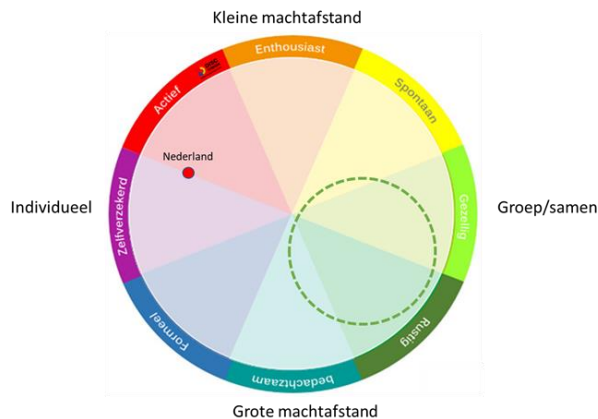 Kleine machtafstand
Enthousiast
Actief
Spontaan
Nederland
Individueel
Zelfverzekerd
Gezellig
Groep/samen
Formeel
Rustig
bedachtzaam
Grote machtafstand